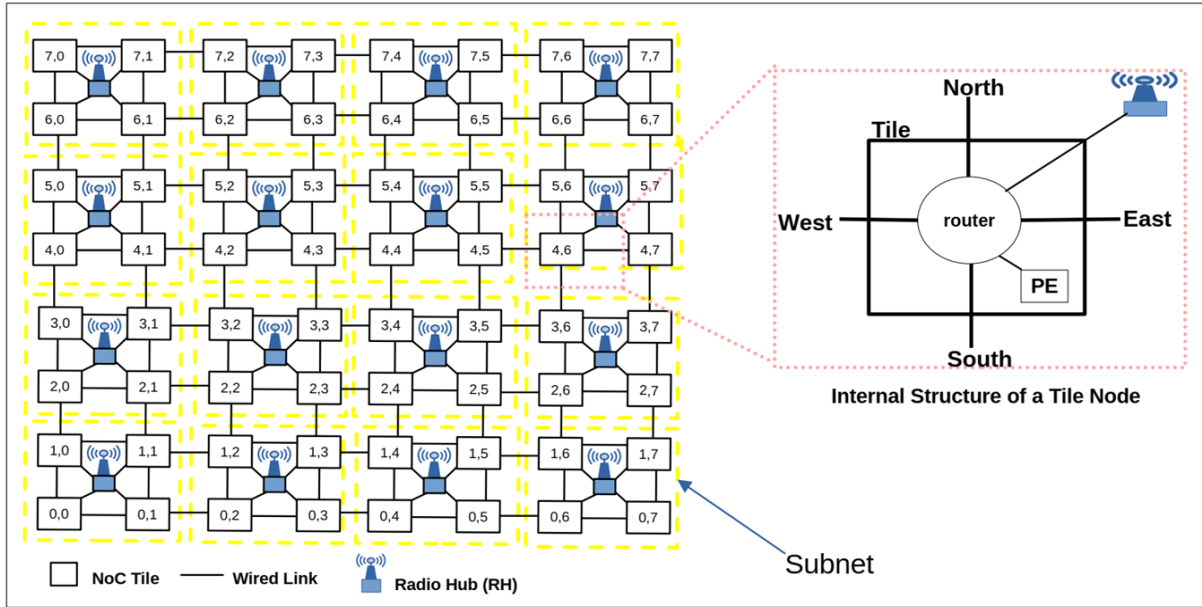 7,0 7,1 7,2 7,3 7,4 7,5 7,6 7,7
6,0 6,1 6,2 6,3 6,4 6,5 6,6 6,7
5,0 5,1 5,2 5,3 5,4 5,5 5,6 5,7
4,0 4,1 4,2 4,3 4,4 4,5 4,6 4,7
3,0 3,1 3,2 3,3 3,4 3,5 3,6 3,7
2,0 2,1 2,2 2,3 2,4 2,5 2,6 2,7
1,0 1,1 1,2 1,3 1,4 1,5 1,6 1,7
0,0 0,1 0,2 0,3 0,4 0,5 0,6 0,7
North
Tile
West
router
East
PE
South
Internal Structure of a Tile Node
Subnet
NoC Tile
Wired Link
Radio Hub (RH)